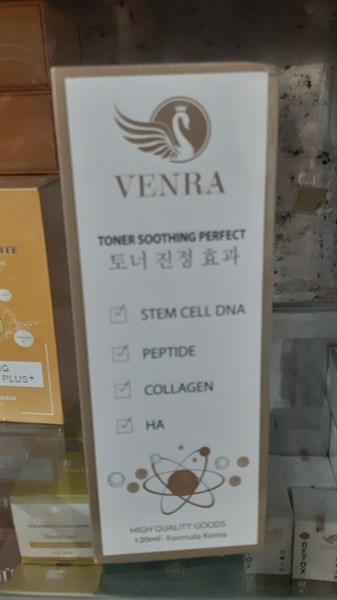 VENRA
TONER SOOTHING PERFECT
토너 진정 효과
STEM CELL DNA
PEPTIDE
COLLAGEN
HA
HIGH QUALITY GOODS
120ml - Formula Korea
PLUS+
DETOX